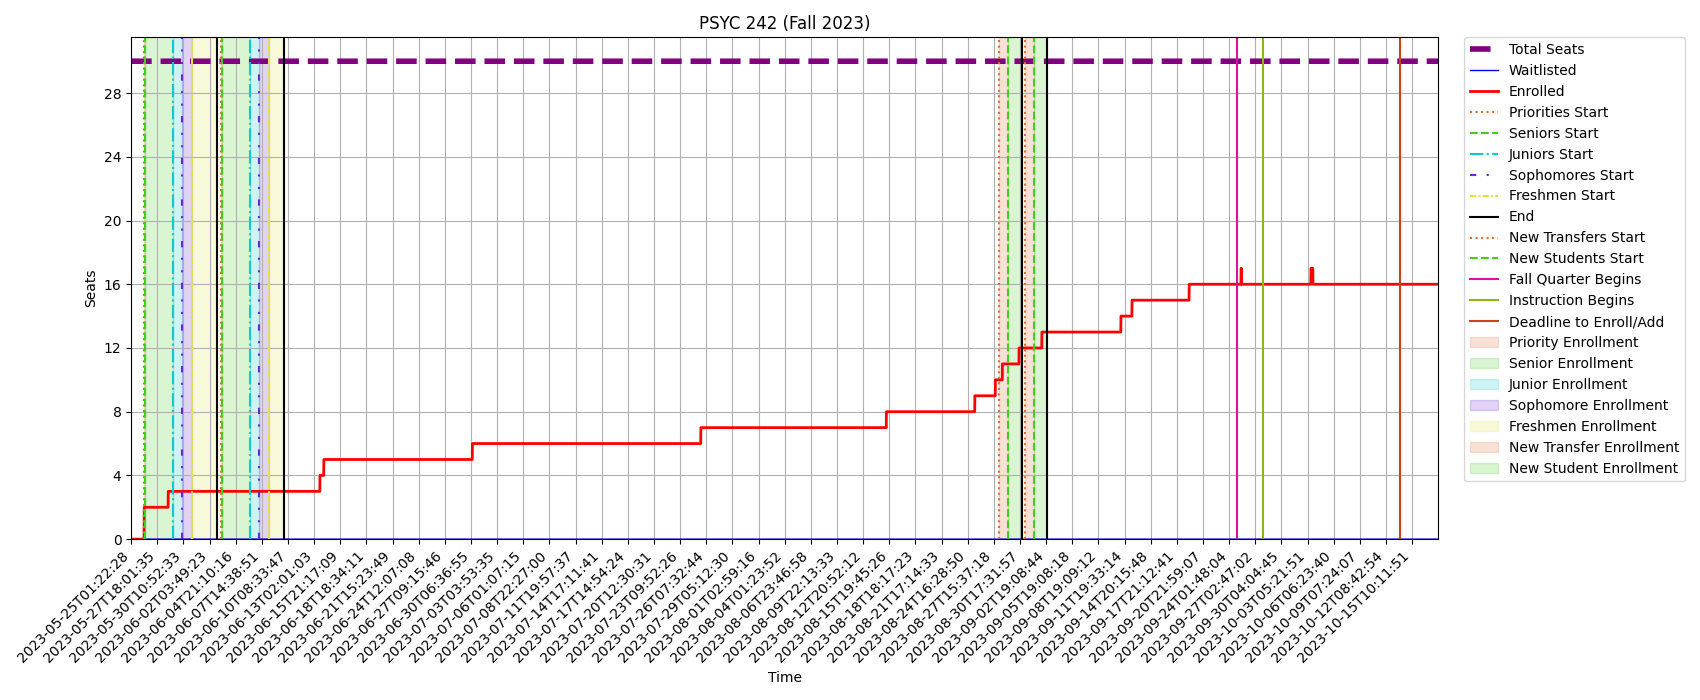 PSYC 242 (Fall 2023)
Seats
28
24
20
16
12
8
4
0
2023-05-25T01:22:28
2023-05-27T18:01:35
2023-05-30T10:52:33
2023-06-02T03:49:23
2023-06-04T21:10:16
2023-06-07T14:38:51
2023-06-10T08:33:47
2023-06-13T02:01:03
2023-06-15T21:17:09
2023-06-18T18:34:11
2023-06-21T15:23:49
2023-06-24T12:07:08
2023-06-27T09:15:46
2023-06-30T06:36:55
2023-07-03T03:53:35
2023-07-06T01:07:15
2023-07-08T22:27:00
2023-07-11T19:57:37
2023-07-14T17:11:41
2023-07-17T14:54:24
2023-07-20T12:30:31
2023-07-23T09:52:26
2023-07-26T07:32:44
2023-07-29T05:12:30
2023-08-01T02:59:16
2023-08-04T01:23:52
2023-08-06T23:46:58
2023-08-09T22:13:33
2023-08-12T20:52:12
2023-08-15T19:45:26
2023-08-18T18:17:23
2023-08-21T17:14:33
2023-08-24T16:28:50
2023-08-27T15:37:18
2023-08-30T17:31:57
2023-09-02T19:08:44
2023-09-05T19:08:18
2023-09-08T19:09:12
2023-09-11T19:33:14
2023-09-14T20:15:48
2023-09-17T21:12:41
2023-09-20T21:59:07
2023-09-24T01:48:04
2023-09-27T02:47:02
2023-09-30T04:04:45
2023-10-03T05:21:51
2023-10-06T06:23:40
2023-10-09T07:24:07
2023-10-12T08:42:54
2023-10-15T10:11:51
Time
Total Seats
Waitlisted
Enrolled
Priorities Start
Seniors Start
Juniors Start
Sophomores Start
Freshmen Start
End
New Transfers Start
New Students Start
Fall Quarter Begins
Instruction Begins
Deadline to Enroll/Add
Priority Enrollment
Senior Enrollment
Junior Enrollment
Sophomore Enrollment
Freshmen Enrollment
New Transfer Enrollment
New Student Enrollment